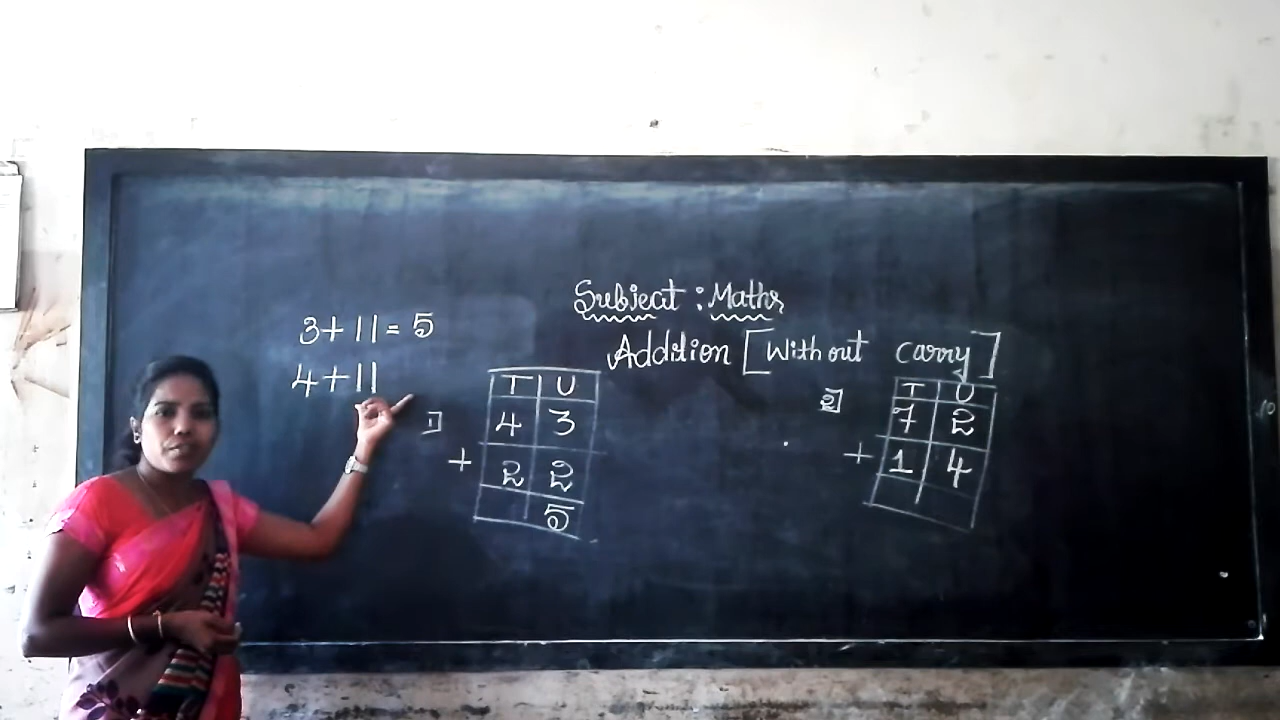 Subject : Maths
Addition [Without carry]
3+11=5
4+11
1]
T U
4 3
+ 2 2
5
2]
T U
7 2
+ 1 4